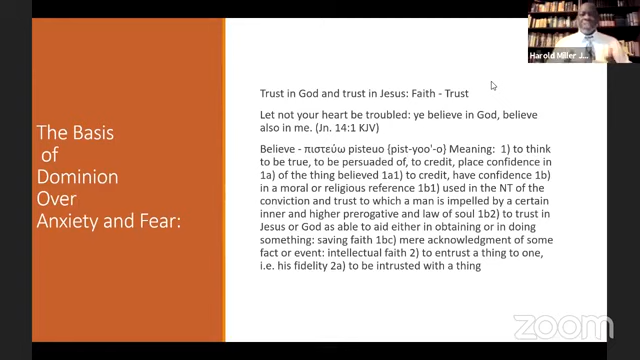 Harold Miller J...
The Basis
of
Dominion
Over
Anxiety and Fear:
Trust in God and trust in Jesus: Faith - Trust
Let not your heart be troubled: ye believe in God, believe
also in me. (Jn. 14:1 KJV)
Believe - πιστεύω pisteuo {pist-yoo'-o} Meaning: 1) to think
to be true, to be persuaded of, to credit, place confidence in
1a) of the thing believed 1a1) to credit, have confidence 1b)
in a moral or religious reference 1b1) used in the NT of the
conviction and trust to which a man is impelled by a certain
inner and higher prerogative and law of soul 1b2) to trust in
Jesus or God as able to aid either in obtaining or in doing
something: saving faith 1bc) mere acknowledgment of some
fact or event: intellectual faith 2) to entrust a thing to one,
i.e. his fidelity 2a) to be intrusted with a thing
zoom